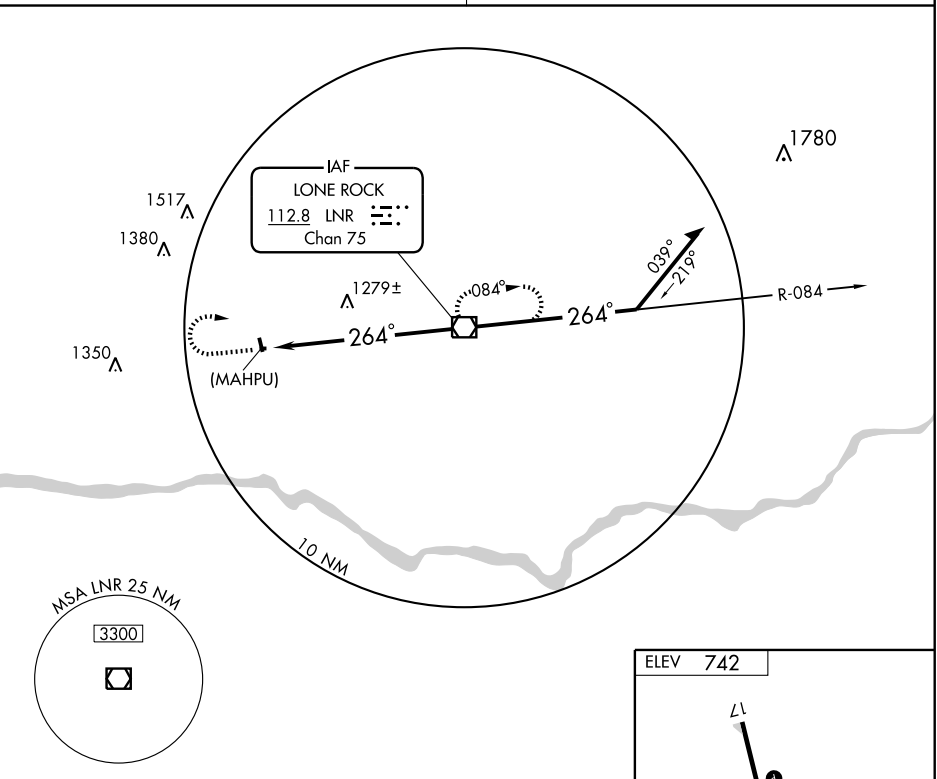 1780
IAF
LONE ROCK
112.8 LNR
Chan 75
1517
1380
039°
219°
1279±
084°
R-084
264°
264°
1350
(MAHPU)
10 NM
MSA LNR 25 NM
3300
ELEV 742
17